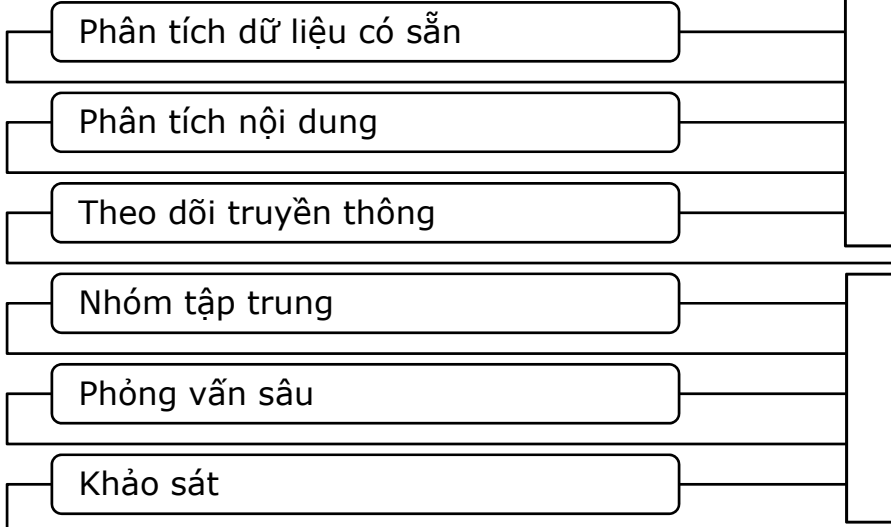 Phân tích dữ liệu có sẵn
Phân tích nội dung
Theo dõi truyền thông
Nhóm tập trung
Phỏng vấn sâu
Khảo sát